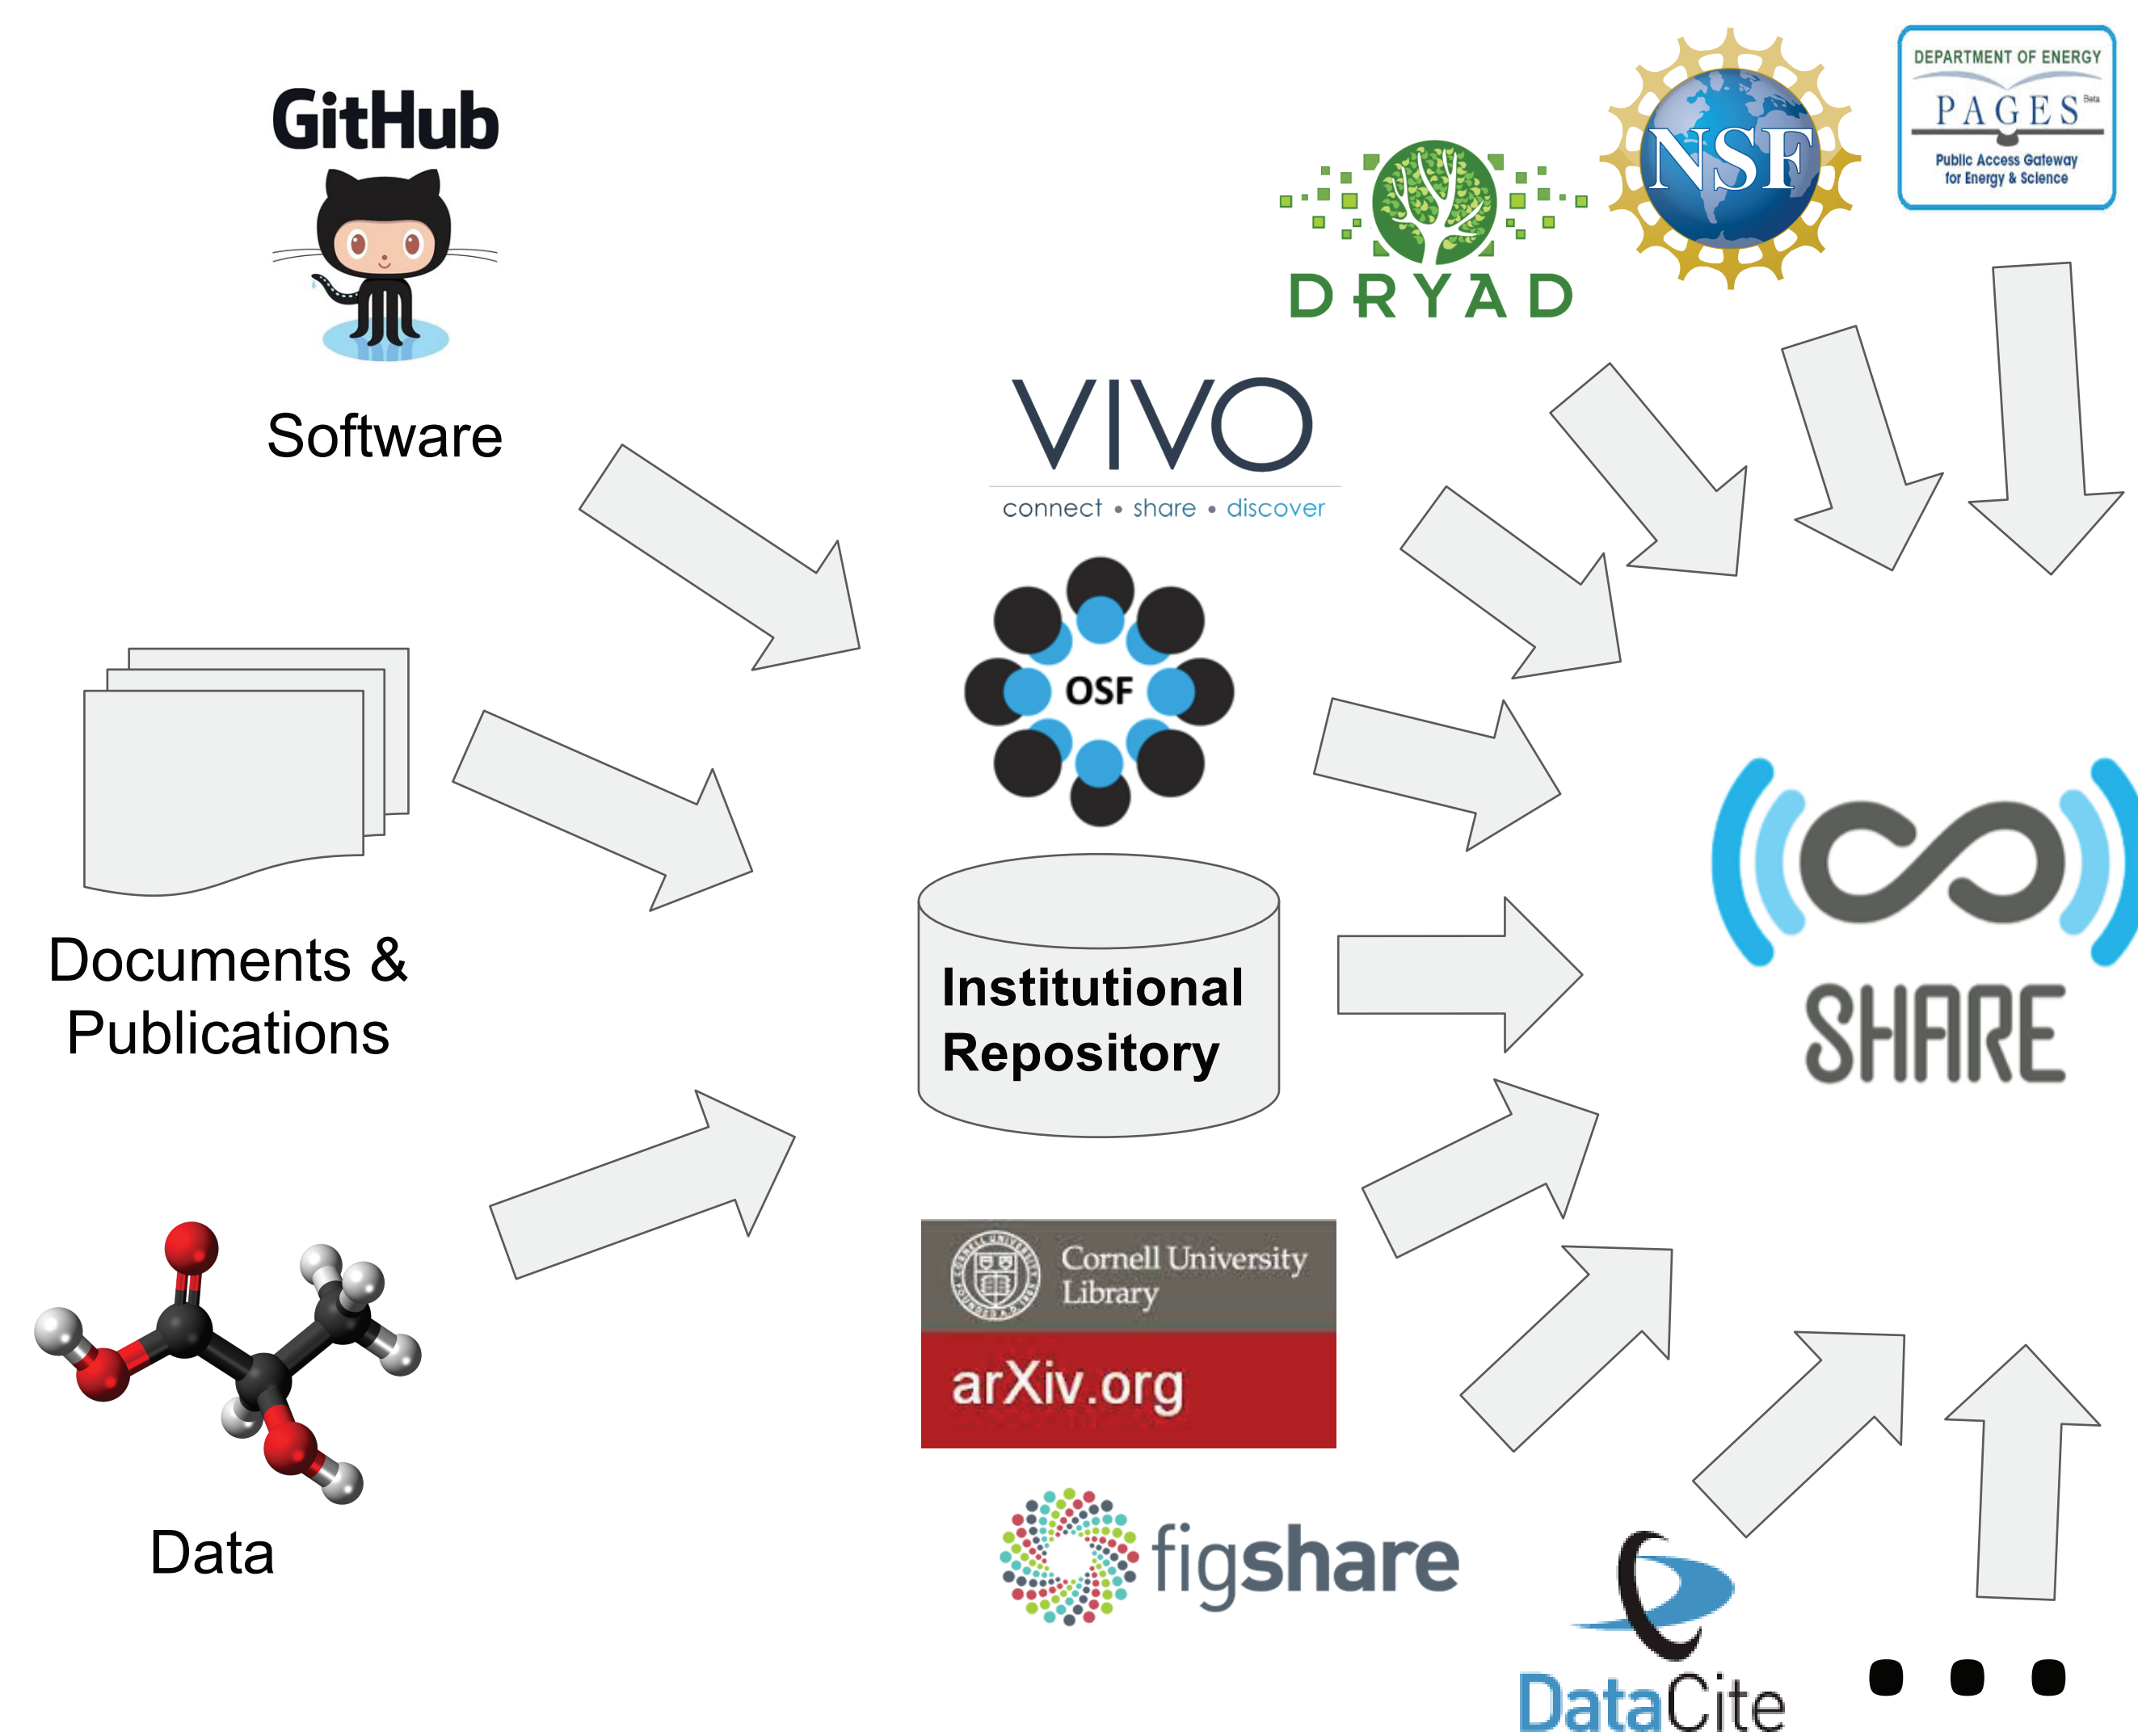 GitHub
Software
Documents &
Publications
Data
VIVO
connect • share • discover
OSF
Institutional
Repository
Cornell University
Library
arXiv.org
figshare
DataCite
...
DRYAD
NSF
DEPARTMENT OF ENERGY
PAGES Beta
Public Access Gateway
for Energy & Science
SHARE